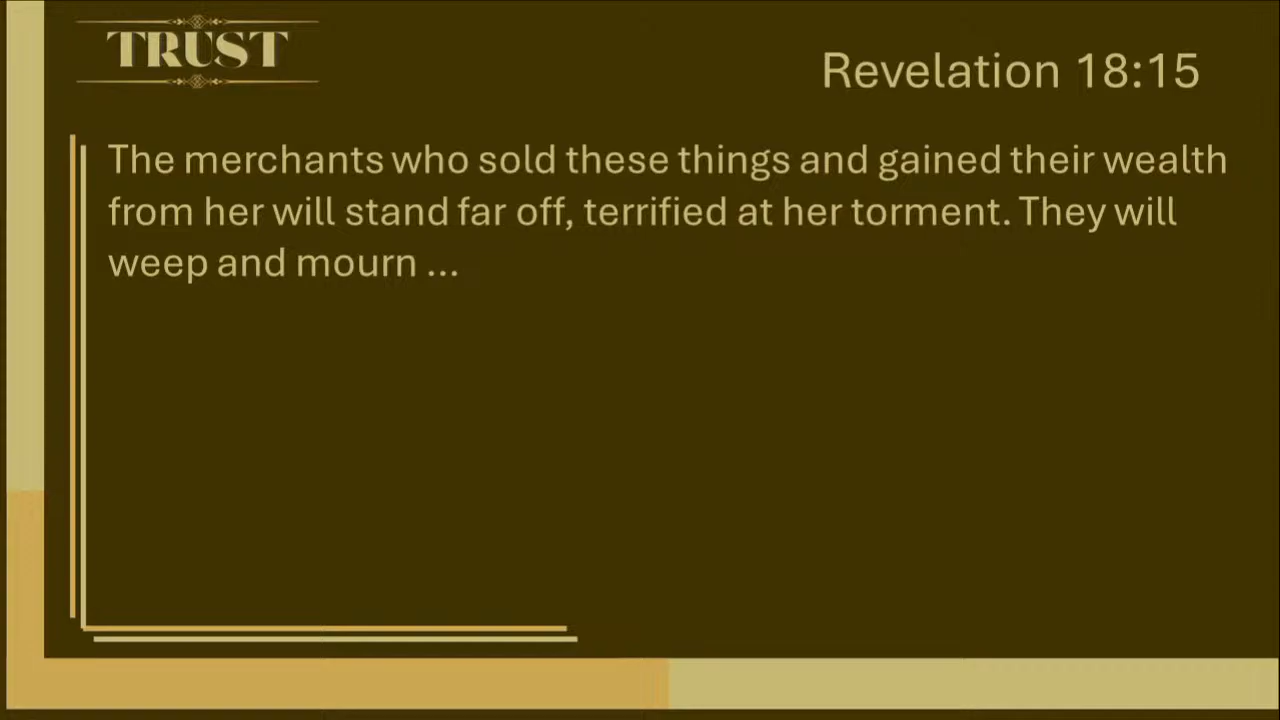 TRUST
Revelation 18:15
The merchants who sold these things and gained their wealth
from her will stand far off, terrified at her torment. They will
weep and mourn ...